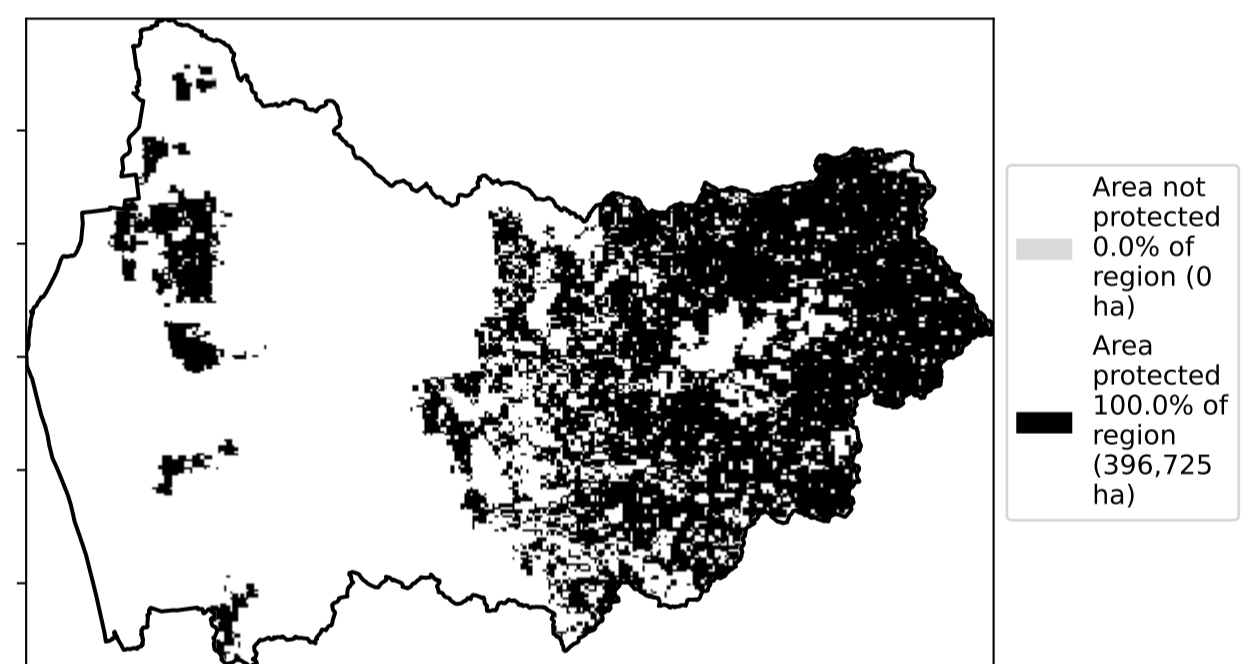 Area not
protected
0.0% of
region (0
ha)
Area
protected
100.0% of
region
(396,725
ha)